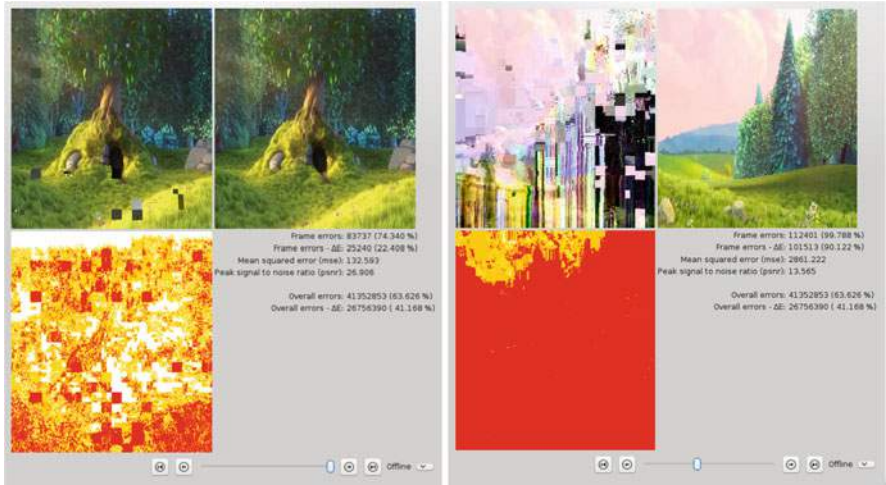 Frame errors: 83737 (74.340 %)
Frame errors - ΔE: 25240 (22.408 %)
Mean squared error (mse): 132.593
Peak signal to noise ratio (psnr): 26.906
Overall errors: 41352853 (63.626 %)
Overall errors - ΔE: 26756390 ( 41.168 %)
Offline
Frame errors: 112401 (99.788 %)
Frame errors - ΔE: 101513 (90.122 %)
Mean squared error (mse): 2861.222
Peak signal to noise ratio (psnr): 13.565
Overall errors: 41352853 (63.626 %)
Overall errors - ΔE: 26756390 ( 41.168 %)
Offline